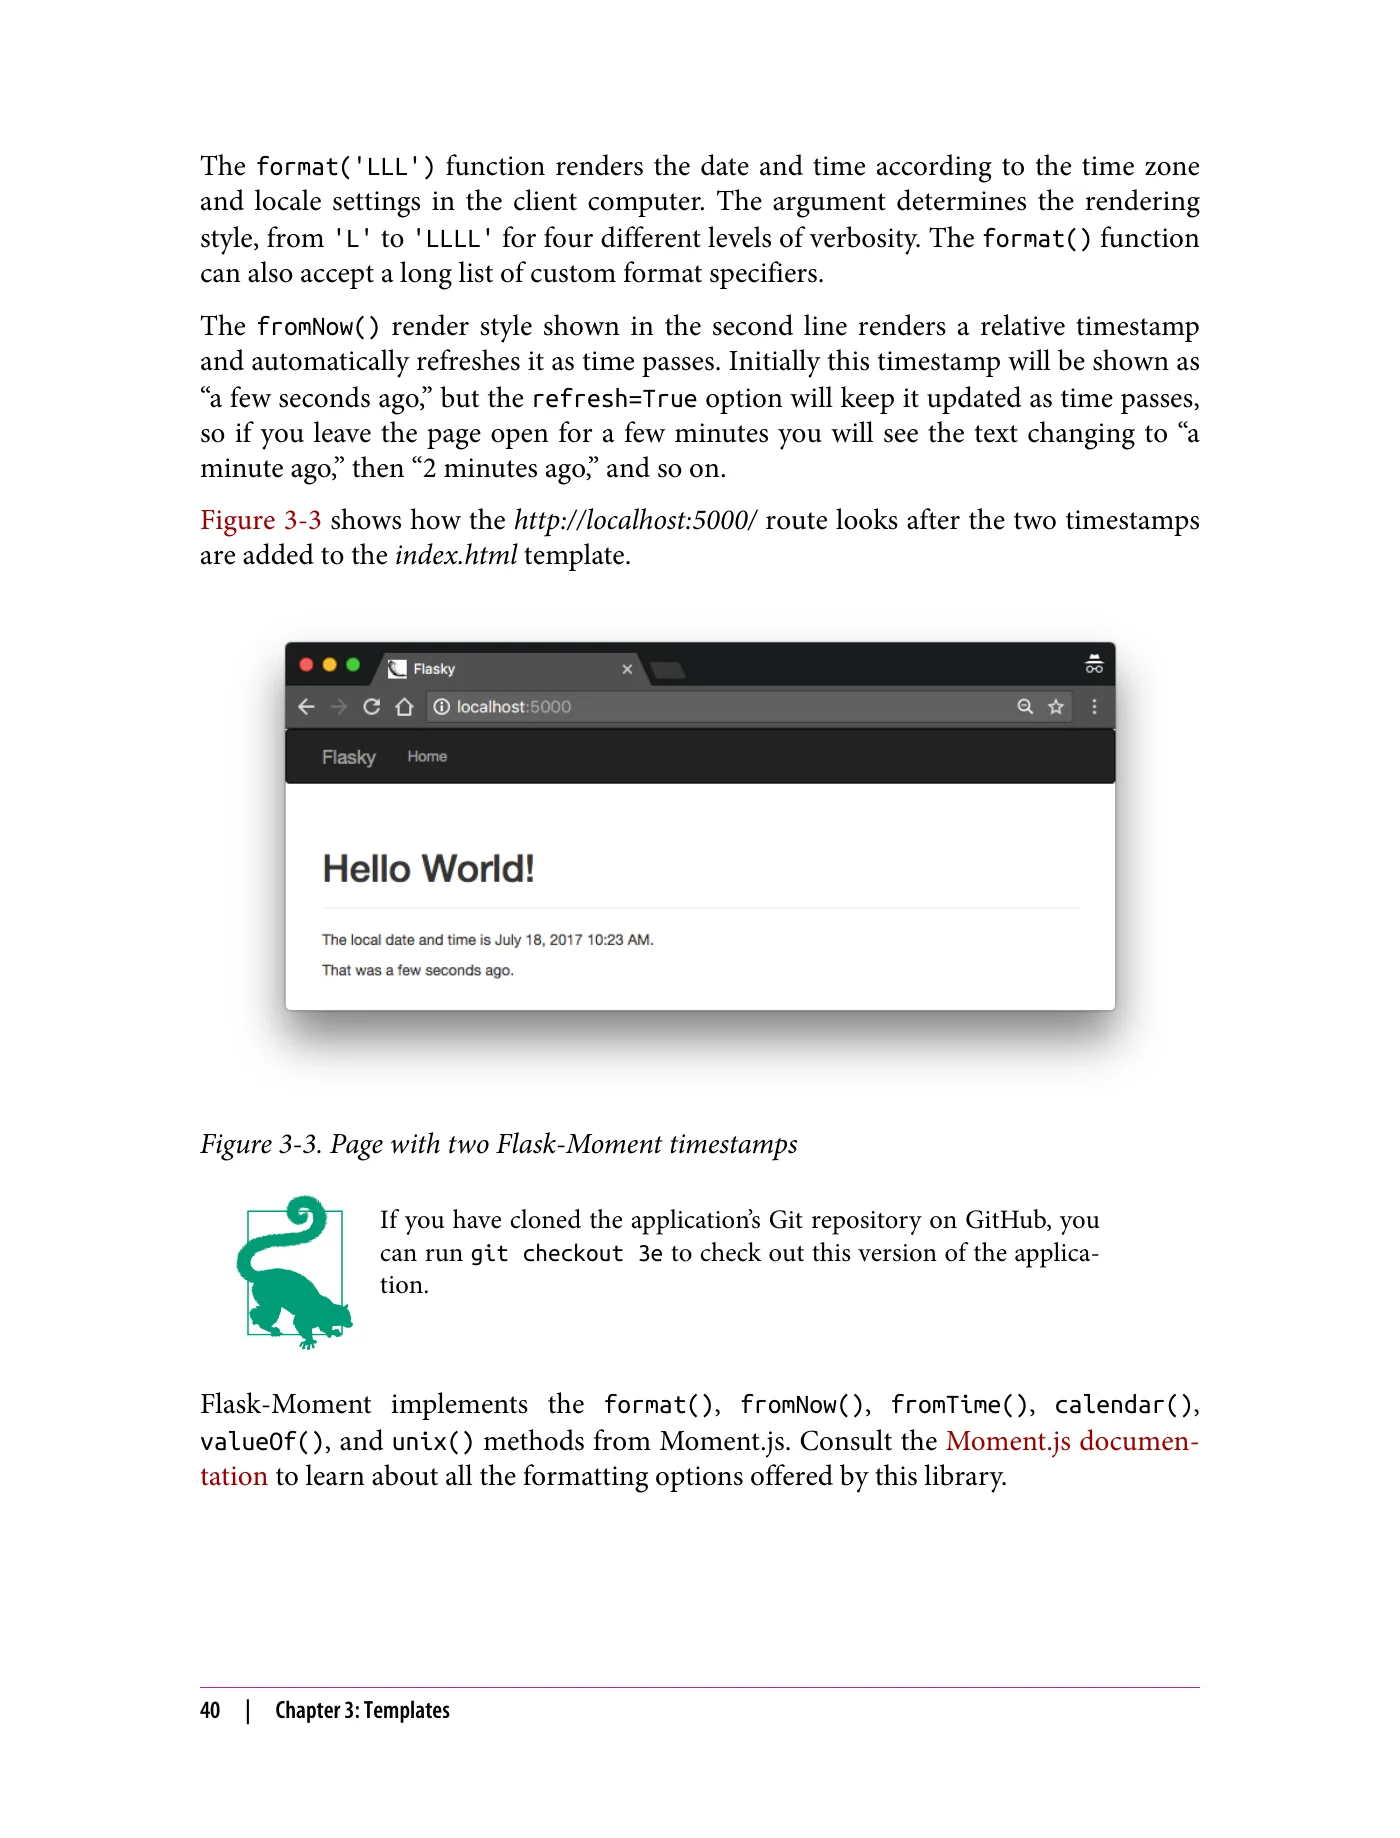 The format('LLL') function renders the date and time according to the time zone
and locale settings in the client computer. The argument determines the rendering
style, from 'L' to 'LLLL' for four different levels of verbosity. The format() function
can also accept a long list of custom format specifiers.
The fromNow() render style shown in the second line renders a relative timestamp
and automatically refreshes it as time passes. Initially this timestamp will be shown as
“a few seconds ago,” but the refresh=True option will keep it updated as time passes,
so if you leave the page open for a few minutes you will see the text changing to “a
minute ago,” then “2 minutes ago,” and so on.
Figure 3-3 shows how the http://localhost:5000/ route looks after the two timestamps
are added to the index.html template.
Flasky
localhost:5000
Flasky Home
Hello World!
The local date and time is July 18, 2017 10:23 AM.
That was a few seconds ago.
Figure 3-3. Page with two Flask-Moment timestamps
If you have cloned the application’s Git repository on GitHub, you
can run git checkout 3e to check out this version of the applica-
tion.
Flask-Moment implements the format(), fromNow(), fromTime(), calendar(),
valueOf(), and unix() methods from Moment.js. Consult the Moment.js documen-
tation to learn about all the formatting options offered by this library.
40 | Chapter 3: Templates